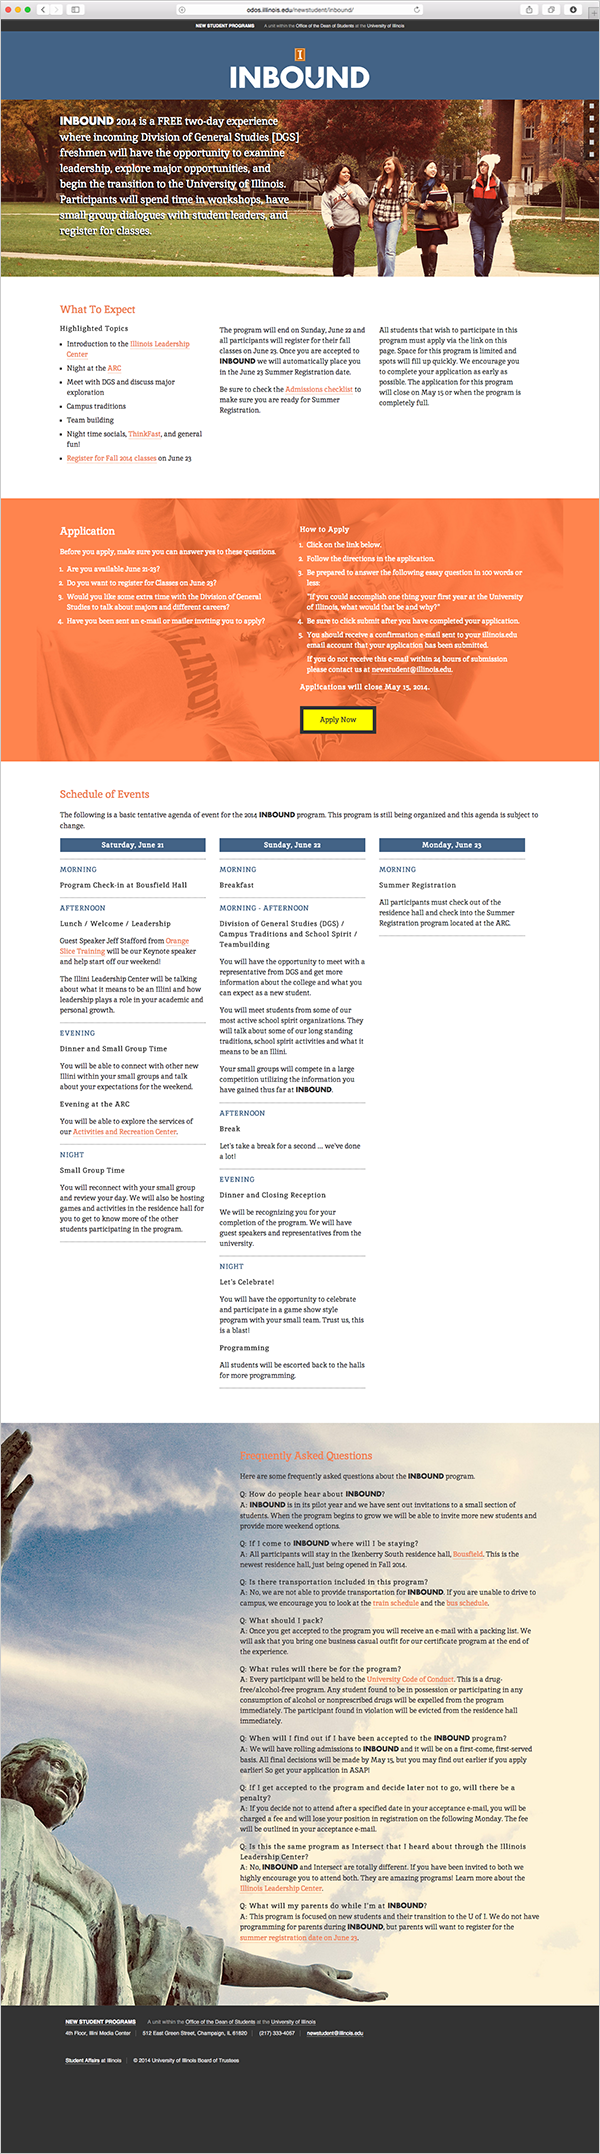 odos.illinois.edu/newstudent/inbound/
NEW STUDENT PROGRAMS A unit within the Office of the Dean of Students at the University of Illinois
I
INBOUND
INBOUND 2014 is a FREE two-day experience
where incoming Division of General Studies [DGS]
freshmen will have the opportunity to examine
leadership, explore major opportunities, and
begin the transition to the University of Illinois.
Participants will spend time in workshops, have
small group dialogues with student leaders, and
register for classes.
What To Expect
Highlighted Topics
• Introduction to the Illinois Leadership
Center
• Night at the ARC
• Meet with DGS and discuss major
exploration
• Campus traditions
• Team building
• Night time socials, ThinkFast, and general
fun!
• Register for Fall 2014 classes on June 23
The program will end on Sunday, June 22 and
all participants will register for their fall
classes on June 23. Once you are accepted to
INBOUND we will automatically place you
in the June 23 Summer Registration date.
Be sure to check the Admissions checklist to
make sure you are ready for Summer
Registration.
All students that wish to participate in this
program must apply via the link on this
page. Space for this program is limited and
spots will fill up quickly. We encourage you
to complete your application as early as
possible. The application for this program
will close on May 15 or when the program is
completely full.
Application
Before you apply, make sure you can answer yes to these questions.
1. Are you available June 21-23?
2. Do you want to register for Classes on June 23?
3. Would you like some extra time with the Division of General
Studies to talk about majors and different careers?
4. Have you been sent an e-mail or mailer inviting you to apply?
How to Apply
1. Click on the link below.
2. Follow the directions in the application.
3. Be prepared to answer the following essay question in 100 words or
less:
"If you could accomplish one thing your first year at the University
of Illinois, what would that be and why?"
4. Be sure to click submit after you have completed your application.
5. You should receive a confirmation e-mail sent to your illinois.edu
email account that your application has been submitted.
If you do not receive this e-mail within 24 hours of submission
please contact us at newstudent@illinois.edu.
Applications will close May 15, 2014.
Apply Now
Schedule of Events
The following is a basic tentative agenda of event for the 2014 INBOUND program. This program is still being organized and this agenda is subject to
change.
Saturday, June 21
MORNING
Program Check-in at Bousfield Hall
AFTERNOON
Lunch / Welcome / Leadership
Guest Speaker Jeff Stafford from Orange
Slice Training will be our Keynote speaker
and help start off our weekend!
The Illini Leadership Center will be talking
about what it means to be an Illini and how
leadership plays a role in your academic and
personal growth.
EVENING
Dinner and Small Group Time
You will be able to connect with other new
Illini within your small groups and talk
about your expectations for the weekend.
Evening at the ARC
You will be able to explore the services of
our Activities and Recreation Center.
NIGHT
Small Group Time
You will reconnect with your small group
and review your day. We will also be hosting
games and activities in the residence hall for
you to get to know more of the other
students participating in the program.
Sunday, June 22
MORNING
Breakfast
MORNING - AFTERNOON
Division of General Studies (DGS) /
Campus Traditions and School Spirit /
Teambuilding
You will have the opportunity to meet with a
representative from DGS and get more
information about the college and what you
can expect as a new student.
You will meet students from some of our
most active school spirit organizations. They
will talk about some of our long standing
traditions, school spirit activities and what it
means to be an Illini.
Your small groups will compete in a large
competition utilizing the information you
have gained thus far at INBOUND.
AFTERNOON
Break
Let's take a break for a second ... we've done
a lot!
EVENING
Dinner and Closing Reception
We will be recognizing you for your
completion of the program. We will have
guest speakers and representatives from the
university.
NIGHT
Let's Celebrate!
You will have the opportunity to celebrate
and participate in a game show style
program with your small team. Trust us, this
is a blast!
Programming
All students will be escorted back to the halls
for more programming.
Monday, June 23
MORNING
Summer Registration
All participants must check out of the
residence hall and check into the Summer
Registration program located at the ARC.
Frequently Asked Questions
Here are some frequently asked questions about the INBOUND program.
Q: How do people hear about INBOUND?
A: INBOUND is in its pilot year and we have sent out invitations to a small section of
students. When the program begins to grow we will be able to invite more new students and
provide more weekend options.
Q: If I come to INBOUND where will I be staying?
A: All participants will stay in the Ikenberry South residence hall, Bousfield. This is the
newest residence hall, just being opened in Fall 2014.
Q: Is there transportation included in this program?
A: No, we are not able to provide transportation for INBOUND. If you are unable to drive to
campus, we encourage you to look at the train schedule and the bus schedule.
Q: What should I pack?
A: Once you get accepted to the program you will receive an e-mail with a packing list. We
will ask that you bring one business casual outfit for our certificate program at the end of
the experience.
Q: What rules will there be for the program?
A: Every participant will be held to the University Code of Conduct. This is a drug-
free/alcohol-free program. Any student found to be in possession or participating in any
consumption of alcohol or nonprescribed drugs will be expelled from the program
immediately. The participant found in violation will be evicted from the residence hall
immediately.
Q: When will I find out if I have been accepted to the INBOUND program?
A: We will have rolling admissions to INBOUND and it will be on a first-come, first-served
basis. All final decisions will be made by May 15, but you may find out earlier if you apply
earlier! So get your application in ASAP!
Q: If I get accepted to the program and decide later not to go, will there be a
penalty?
A: If you decide not to attend after a specified date in your acceptance e-mail, you will be
charged a fee and will lose your position in registration on the following Monday. The fee
will be outlined in your acceptance e-mail.
Q: Is this the same program as Intersect that I heard about through the Illinois
Leadership Center?
A: No, INBOUND and Intersect are totally different. If you have been invited to both we
highly encourage you to attend both. They are amazing programs! Learn more about the
Illinois Leadership Center.
Q: What will my parents do while I'm at INBOUND?
A: This program is focused on new students and their transition to the U of I. We do not have
programming for parents during INBOUND, but parents will want to register for the
summer registration date on June 23.
NEW STUDENT PROGRAMS A unit within the Office of the Dean of Students at the University of Illinois
4th Floor, Illini Media Center | 512 East Green Street, Champaign, IL 61820 | (217) 333-4057 | newstudent@illinois.edu
Student Affairs at Illinois | © 2014 University of Illinois Board of Trustees